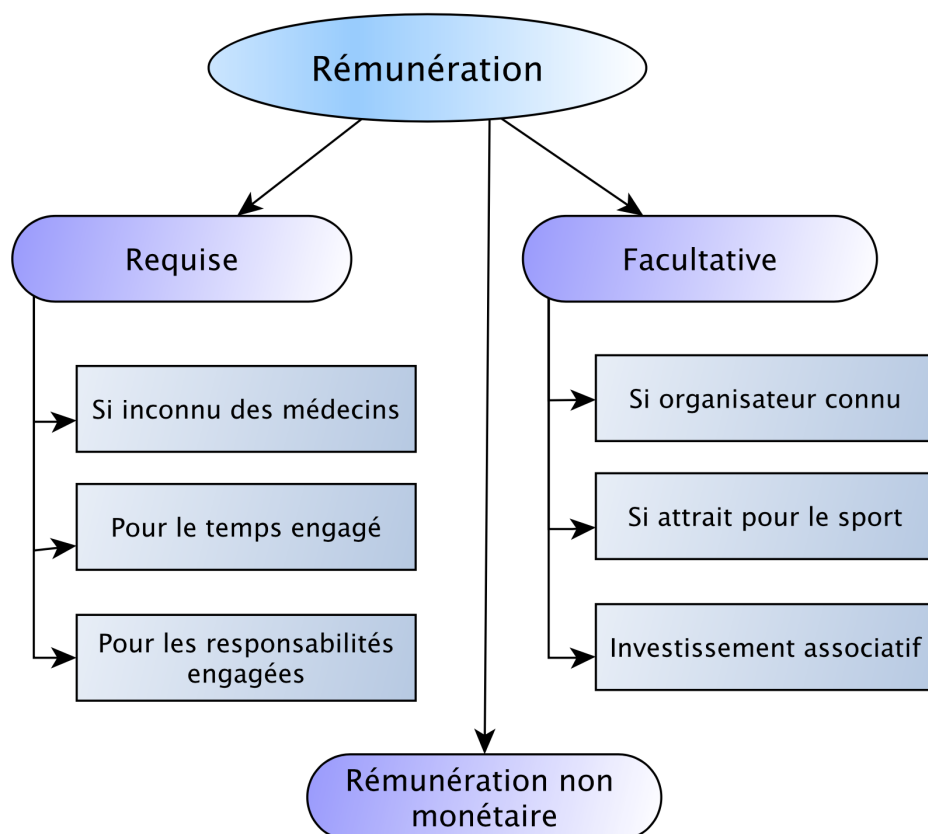 Rémunération
Requise
Facultative
Si inconnu des médecins
Pour le temps engagé
Pour les responsabilités
engagées
Si organisateur connu
Si attrait pour le sport
Investissement associatif
Rémunération non
monétaire